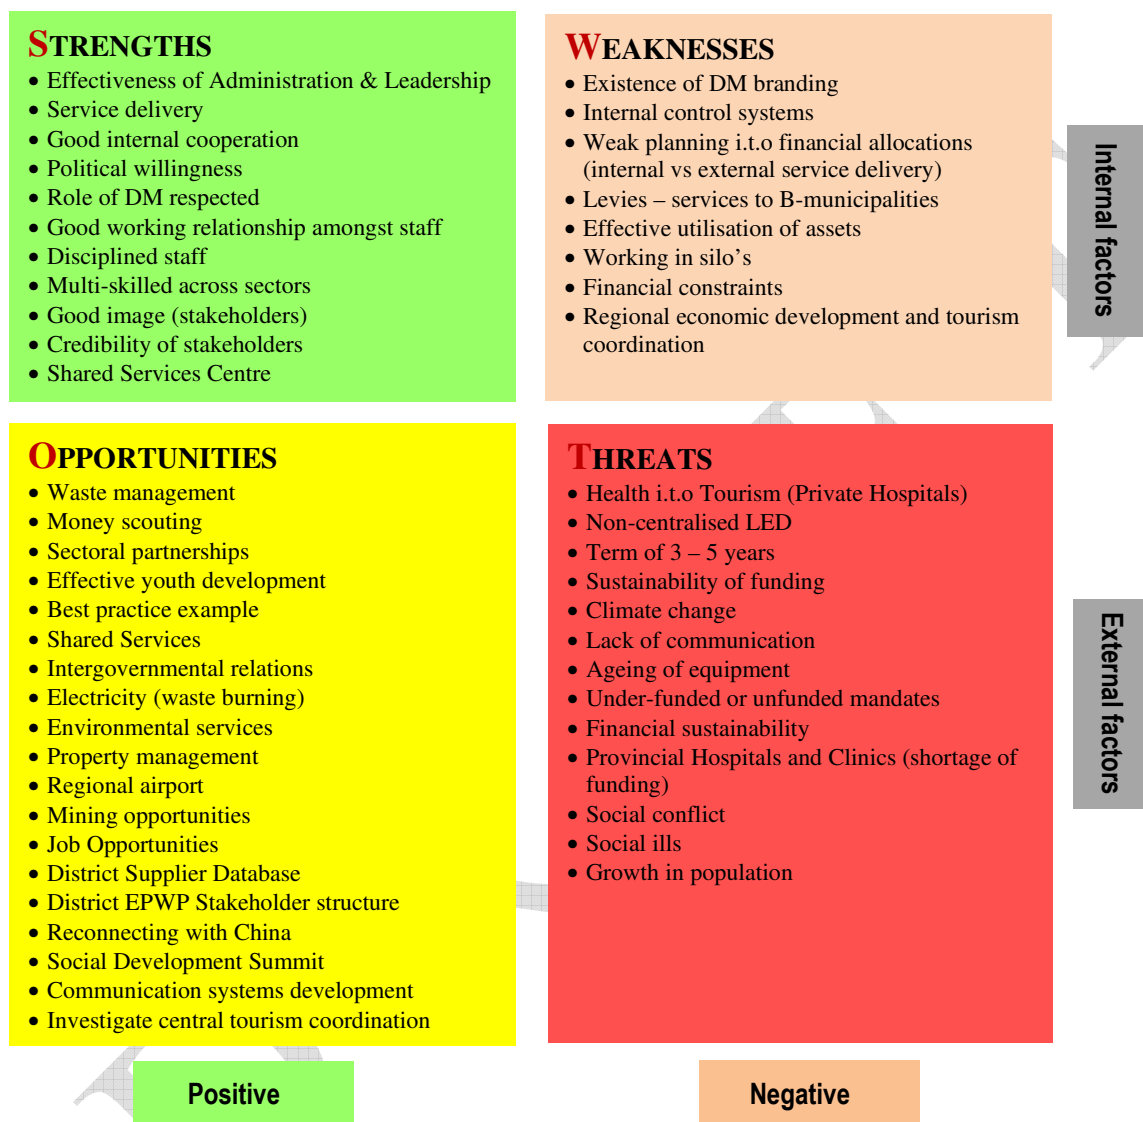 STRENGTHS
• Effectiveness of Administration & Leadership
• Service delivery
• Good internal cooperation
• Political willingness
• Role of DM respected
• Good working relationship amongst staff
• Disciplined staff
• Multi-skilled across sectors
• Good image (stakeholders)
• Credibility of stakeholders
• Shared Services Centre
WEAKNESSES
• Existence of DM branding
• Internal control systems
• Weak planning i.t.o financial allocations
(internal vs external service delivery)
• Levies – services to B-municipalities
• Effective utilisation of assets
• Working in silo’s
• Financial constraints
• Regional economic development and tourism
coordination
Internal factors
OPPORTUNITIES
• Waste management
• Money scouting
• Sectoral partnerships
• Effective youth development
• Best practice example
• Shared Services
• Intergovernmental relations
• Electricity (waste burning)
• Environmental services
• Property management
• Regional airport
• Mining opportunities
• Job Opportunities
• District Supplier Database
• District EPWP Stakeholder structure
• Reconnecting with China
• Social Development Summit
• Communication systems development
• Investigate central tourism coordination
THREATS
• Health i.t.o Tourism (Private Hospitals)
• Non-centralised LED
• Term of 3 – 5 years
• Sustainability of funding
• Climate change
• Lack of communication
• Ageing of equipment
• Under-funded or unfunded mandates
• Financial sustainability
• Provincial Hospitals and Clinics (shortage of
funding)
• Social conflict
• Social ills
• Growth in population
External factors
Positive
Negative